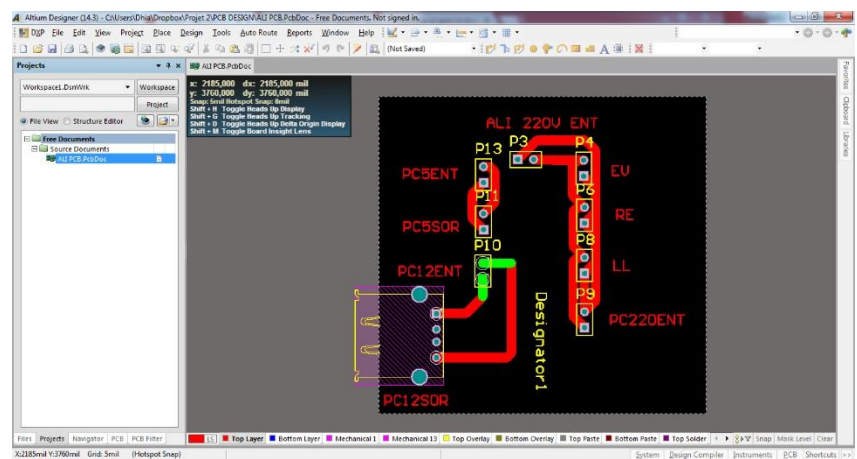 Altium Designer (14.3) - C:\Users\Dhia\Dropbox\Projet 2\PCB DESIGN\ALI PCB.PcbDoc - Free Documents. Not signed in.
DXP File Edit View Project Place Design Tools Auto Route Reports Window Help
(Not Saved)
Projects
ALI PCB.PcbDoc
Workspace1.DsnWrk Workspace
Project
File View Structure Editor
Free Documents
Source Documents
ALI PCB.PcbDoc
x: 2185,000 dx: 2185,000 mil
y: 3760,000 dy: 3760,000 mil
Snap: 5mil Hotspot Snap: 8mil
Shift + H Toggle Heads Up Display
Shift + G Toggle Heads Up Tracking
Shift + D Toggle Heads Up Delta Origin Display
Shift + M Toggle Board Insight Lens
ALI 220V ENT
P13 P3 P4
PC5ENT EV
P11 P6
PC5SOR RE
P10 P8
PC12ENT LL
P9
Designator1
PC220ENT
PC12SOR
Favorites
Clipboard
Libraries
Files Projects Navigator PCB PCB Filter
LS Top Layer Bottom Layer Mechanical 1 Mechanical 13 Top Overlay Bottom Overlay Top Paste Bottom Paste Top Solder Snap Mask Level Clear
X:2185mil Y:3760mil Grid: 5mil (Hotspot Snap)
System Design Compiler Instruments PCB Shortcuts >>